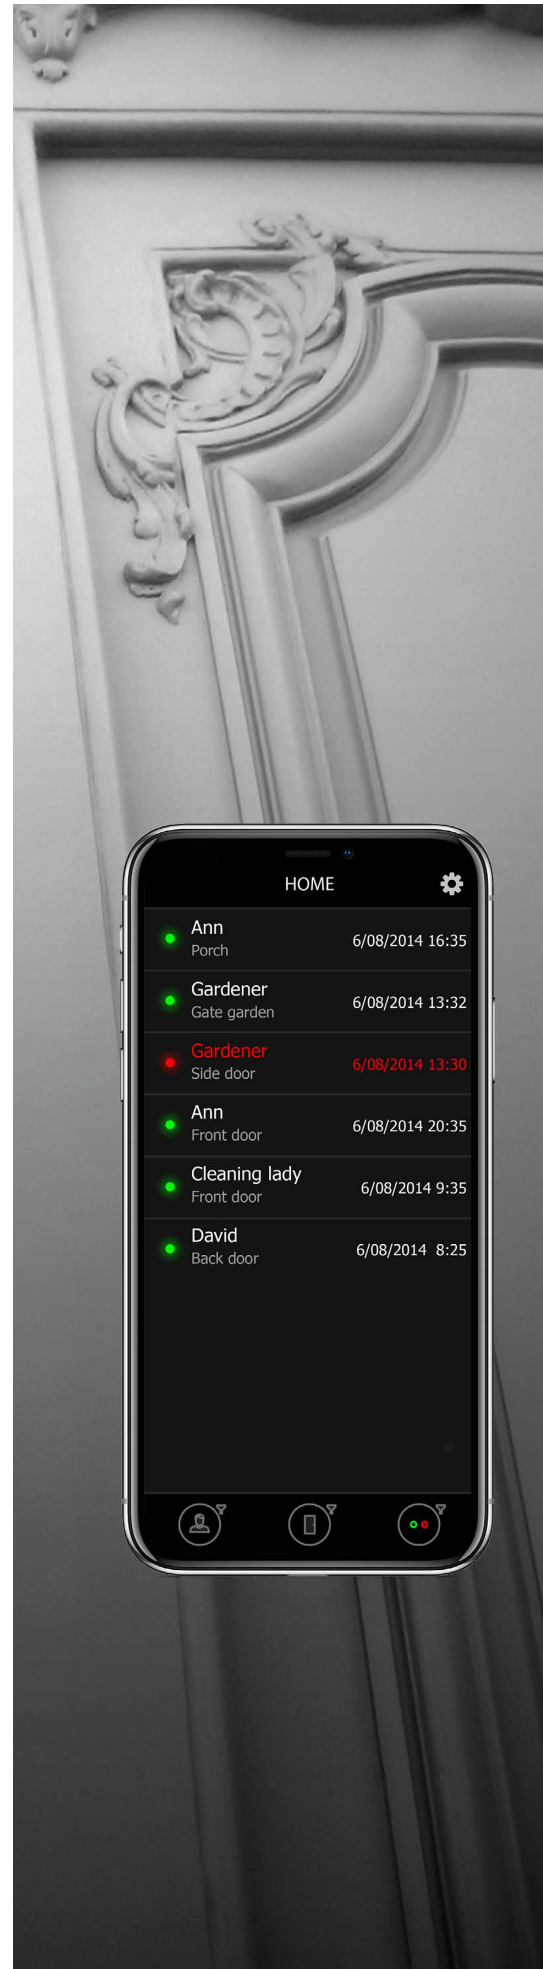 HOME
Ann
Porch
6/08/2014 16:35
Gardener
Gate garden
6/08/2014 13:32
Gardener
Side door
6/08/2014 13:30
Ann
Front door
6/08/2014 20:35
Cleaning lady
Front door
6/08/2014 9:35
David
Back door
6/08/2014 8:25